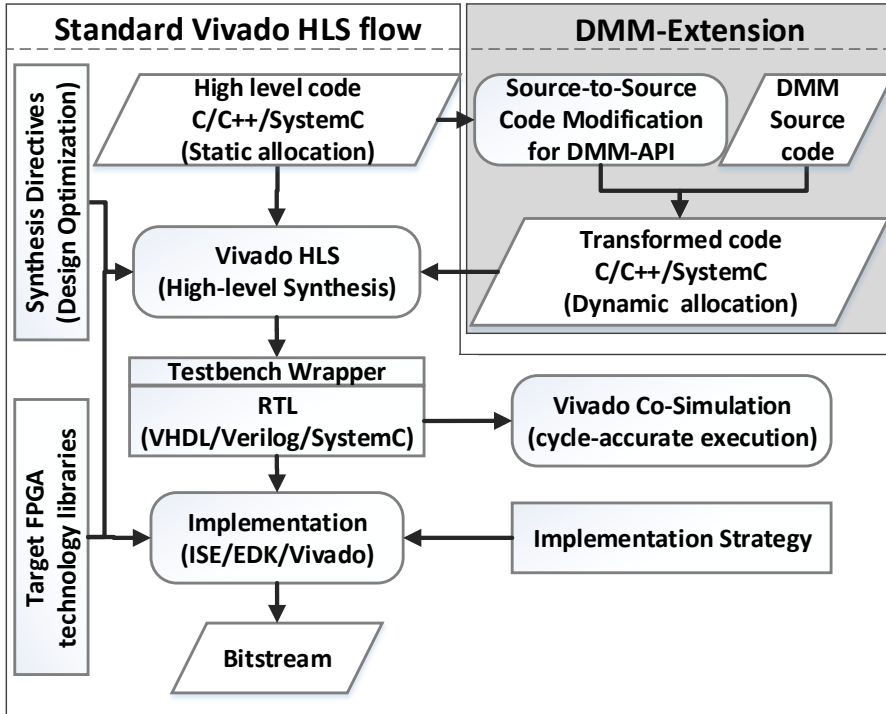 Standard Vivado HLS flow
DMM-Extension
Synthesis Directives
(Design Optimization)
High level code
C/C++/SystemC
(Static allocation)
Source-to-Source
Code Modification
for DMM-API
DMM
Source
code
Vivado HLS
(High-level Synthesis)
Transformed code
C/C++/SystemC
(Dynamic allocation)
Testbench Wrapper
RTL
(VHDL/Verilog/SystemC)
Vivado Co-Simulation
(cycle-accurate execution)
Target FPGA
technology libraries
Implementation
(ISE/EDK/Vivado)
Implementation Strategy
Bitstream